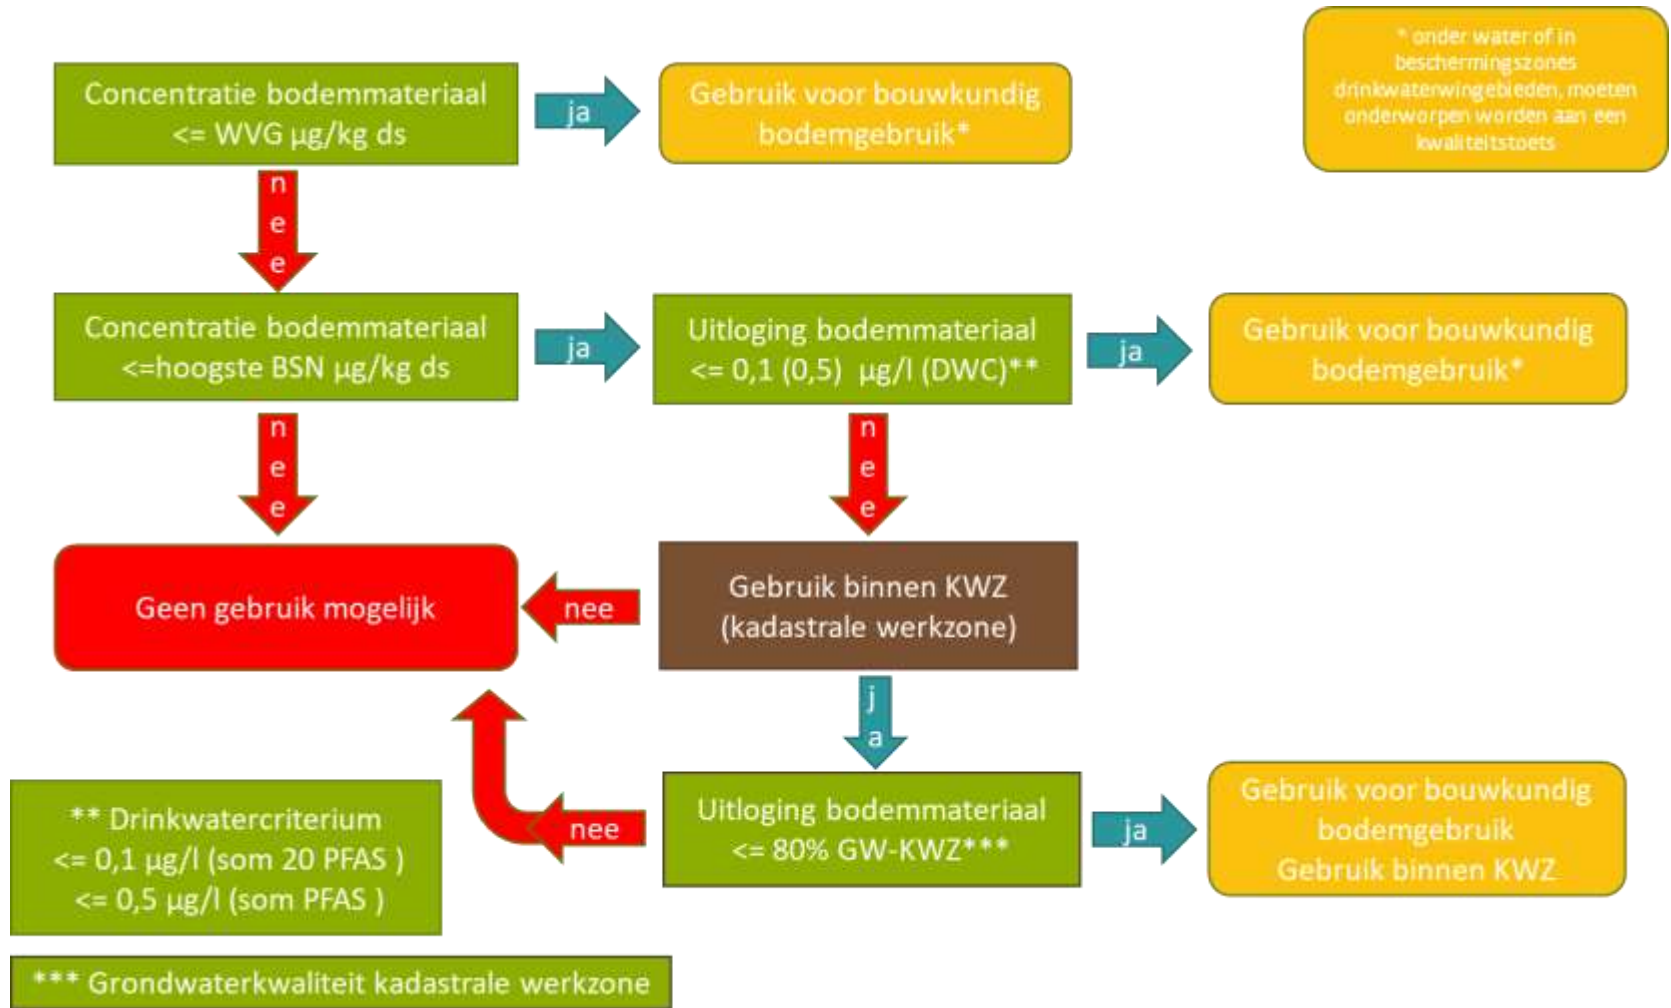 Concentratie bodemmateriaal
<= WVG µg/kg ds
ja
Gebruik voor bouwkundig
bodemgebruik*
* onder water of in
beschermingszones
drinkwaterwingebieden, moeten
onderworpen worden aan een
kwaliteitstoets
n
e
e
Concentratie bodemmateriaal
<=hoogste BSN µg/kg ds
ja
Uitloging bodemmateriaal
<= 0,1 (0,5) µg/l (DWC)**
ja
Gebruik voor bouwkundig
bodemgebruik*
n
e
e
n
e
e
Geen gebruik mogelijk
nee
Gebruik binnen KWZ
(kadastrale werkzone)
j
a
nee
Uitloging bodemmateriaal
<= 80% GW-KWZ***
ja
Gebruik voor bouwkundig
bodemgebruik
Gebruik binnen KWZ
** Drinkwatercriterium
<= 0,1 µg/l (som 20 PFAS )
<= 0,5 µg/l (som PFAS )
*** Grondwaterkwaliteit kadastrale werkzone